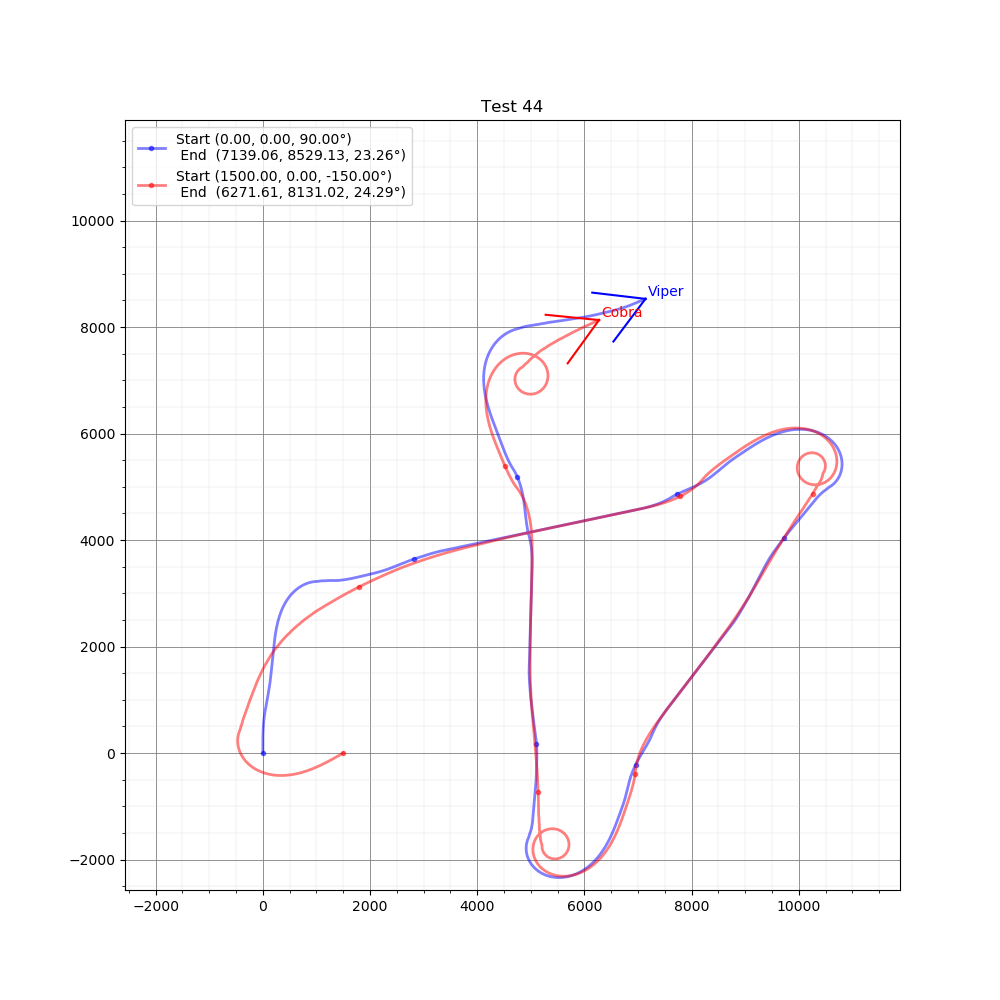 Test 44
Start (0.00, 0.00, 90.00°)
End  (7139.06, 8529.13, 23.26°)
Start (1500.00, 0.00, -150.00°)
End  (6271.61, 8131.02, 24.29°)
10000
8000
6000
4000
2000
0
−2000
Viper
Cobra
−2000 0 2000 4000 6000 8000 10000